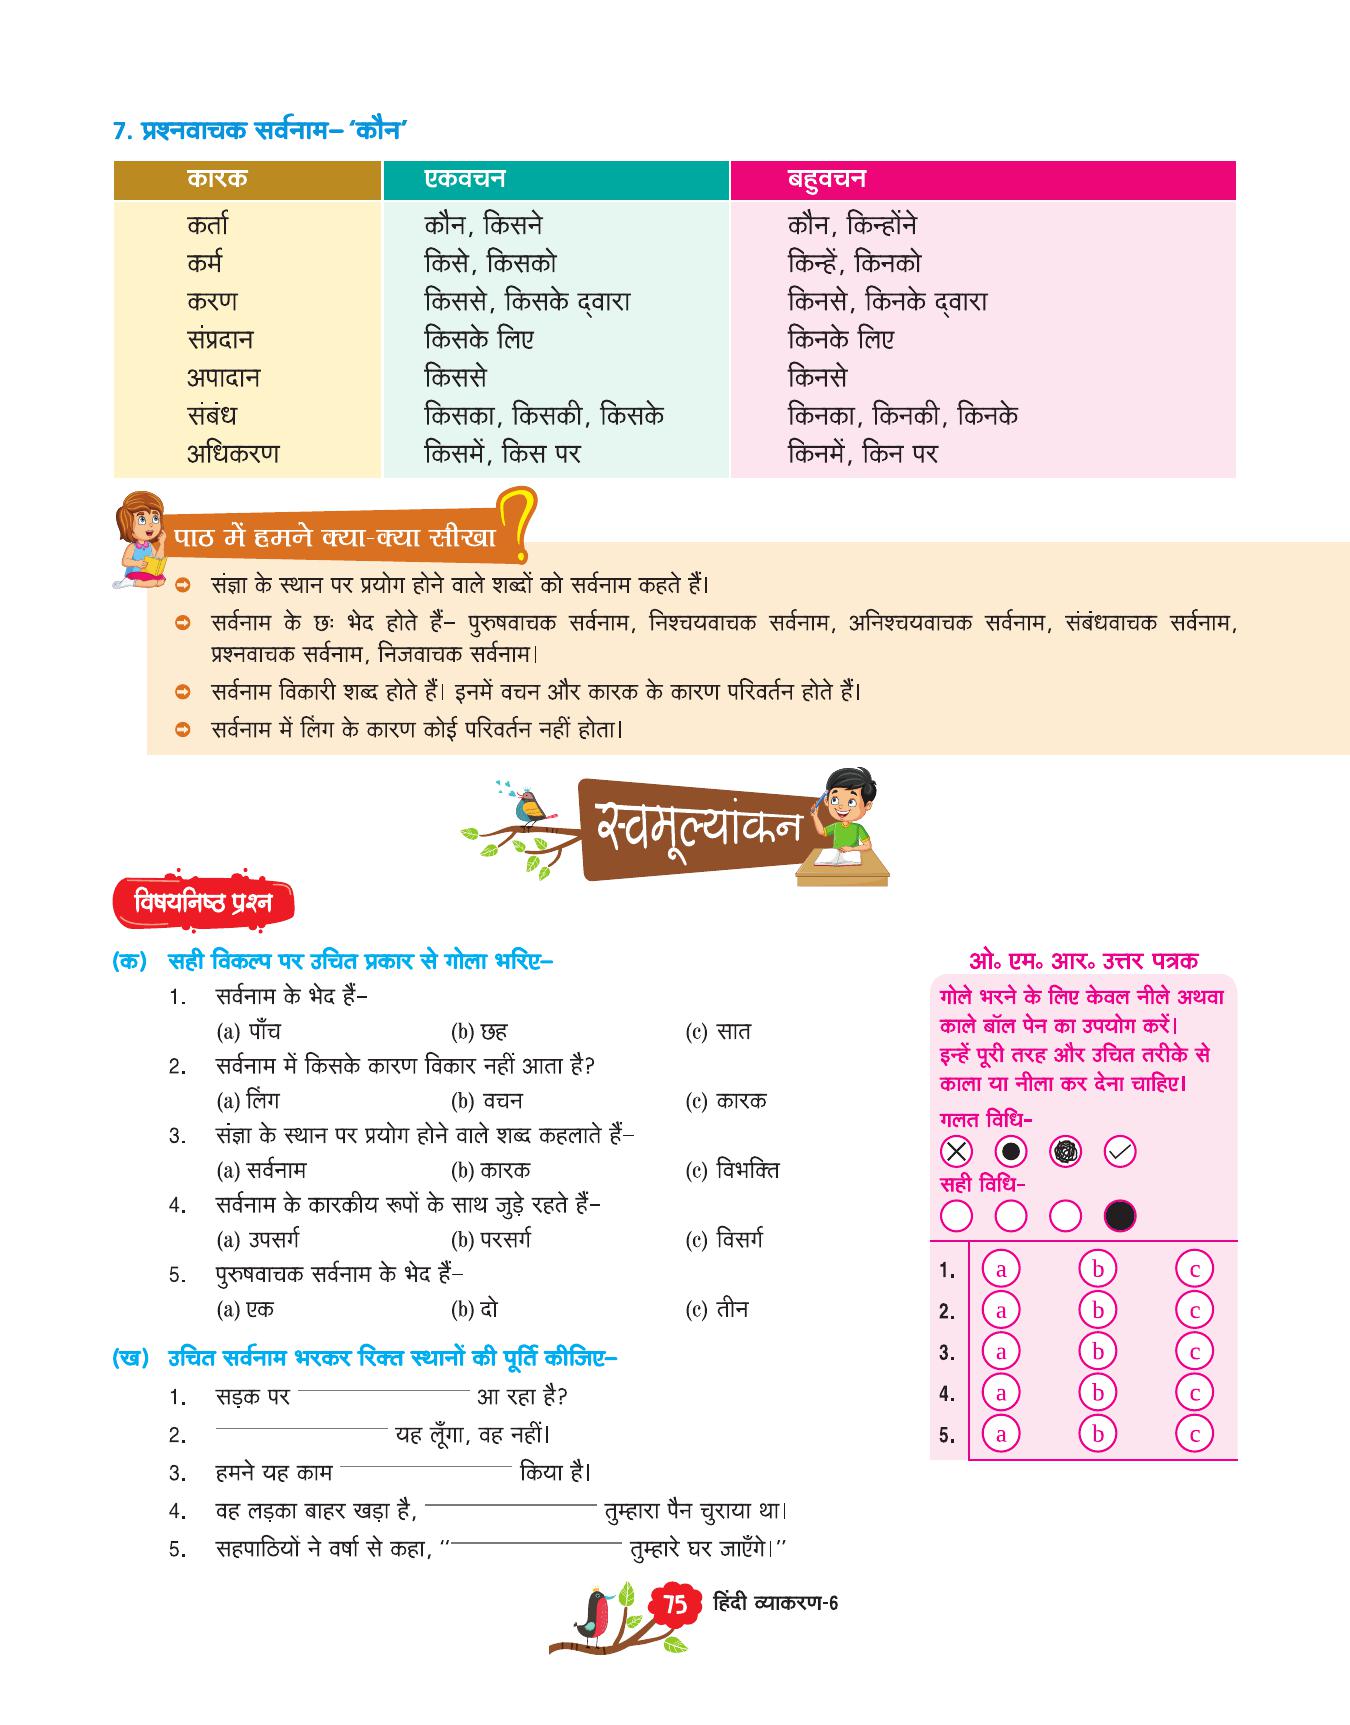 7. प्रश्नवाचक सर्वनाम– ‘कौन’
कारक एकवचन बहुवचन
कर्ता कौन, किसने कौन, किन्होंने
कर्म किसे, किसको किन्हें, किनको
करण किससे, किसके द्‌वारा किनसे, किनके द्‌वारा
संप्रदान किसके लिए किनके लिए
अपादान किससे किनसे
संबंध किसका, किसकी, किसके किनका, किनकी, किनके
अधिकरण किसमें, किस पर किनमें, किन पर
पाठ में हमने क्या-क्या सीखा ?
संज्ञा के स्थान पर प्रयोग होने वाले शब्दों को सर्वनाम कहते हैं।
सर्वनाम के छः भेद होते हैं– पुरुषवाचक सर्वनाम, निश्चयवाचक सर्वनाम, अनिश्चयवाचक सर्वनाम, संबंधवाचक सर्वनाम,
प्रश्नवाचक सर्वनाम, निजवाचक सर्वनाम।
सर्वनाम विकारी शब्द होते हैं। इनमें वचन और कारक के कारण परिवर्तन होते हैं।
सर्वनाम में लिंग के कारण कोई परिवर्तन नहीं होता।
स्वमूल्यांकन
विषयनिष्ठ प्रश्न
(क) सही विकल्प पर उचित प्रकार से गोला भरिए–
1. सर्वनाम के भेद हैं–
(a) पाँच (b) छह (c) सात
2. सर्वनाम में किसके कारण विकार नहीं आता है?
(a) लिंग (b) वचन (c) कारक
3. संज्ञा के स्थान पर प्रयोग होने वाले शब्द कहलाते हैं–
(a) सर्वनाम (b) कारक (c) विभक्ति
4. सर्वनाम के कारकीय रूपों के साथ जुड़े रहते हैं–
(a) उपसर्ग (b) परसर्ग (c) विसर्ग
5. पुरुषवाचक सर्वनाम के भेद हैं–
(a) एक (b) दो (c) तीन
ओ॰ एम॰ आर॰ उत्तर पत्रक
गोले भरने के लिए केवल नीले अथवा
काले बॉल पेन का उपयोग करें।
इन्हें पूरी तरह और उचित तरीके से
काला या नीला कर देना चाहिए।
गलत विधि–
सही विधि–
1. a b c
2. a b c
3. a b c
4. a b c
5. a b c
(ख) उचित सर्वनाम भरकर रिक्त स्थानों की पूर्ति कीजिए–
1. सड़क पर ____________ आ रहा है?
2. ____________ यह लूँगा, वह नहीं।
3. हमने यह काम ____________ किया है।
4. वह लड़का बाहर खड़ा है, ____________ तुम्हारा पैन चुराया था।
5. सहपाठियों ने वर्षा से कहा, “____________ तुम्हारे घर जाएँगे।”
75 हिंदी व्याकरण-6